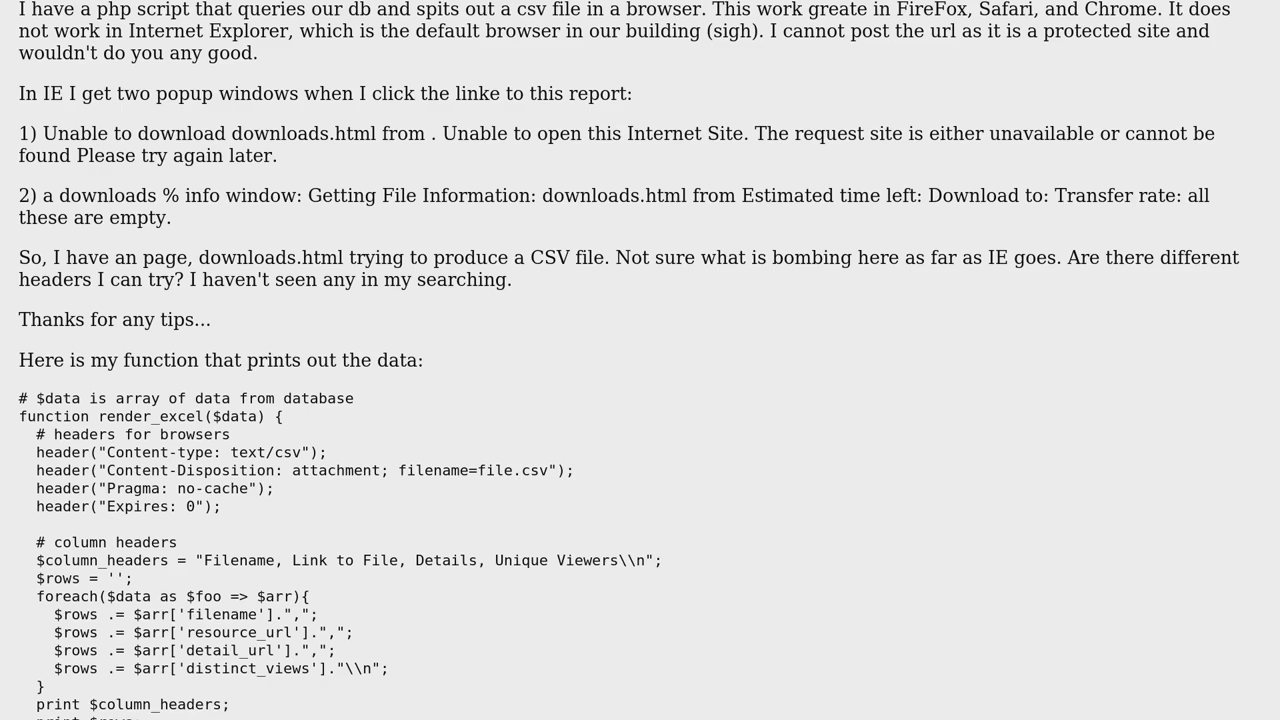 I have a php script that queries our db and spits out a csv file in a browser. This work greate in FireFox, Safari, and Chrome. It does
not work in Internet Explorer, which is the default browser in our building (sigh). I cannot post the url as it is a protected site and
wouldn't do you any good.
In IE I get two popup windows when I click the linke to this report:
1) Unable to download downloads.html from . Unable to open this Internet Site. The request site is either unavailable or cannot be
found Please try again later.
2) a downloads % info window: Getting File Information: downloads.html from Estimated time left: Download to: Transfer rate: all
these are empty.
So, I have an page, downloads.html trying to produce a CSV file. Not sure what is bombing here as far as IE goes. Are there different
headers I can try? I haven't seen any in my searching.
Thanks for any tips...
Here is my function that prints out the data:
# $data is array of data from database
function render_excel($data) {
  # headers for browsers
  header("Content-type: text/csv");
  header("Content-Disposition: attachment; filename=file.csv");
  header("Pragma: no-cache");
  header("Expires: 0");
  # column headers
  $column_headers = "Filename, Link to File, Details, Unique Viewers\\n";
  $rows = '';
  foreach($data as $foo => $arr){
    $rows .= $arr['filename'].",";
    $rows .= $arr['resource_url'].",";
    $rows .= $arr['detail_url'].",";
    $rows .= $arr['distinct_views']."\\n";
  }
  print $column_headers;
  print $rows;